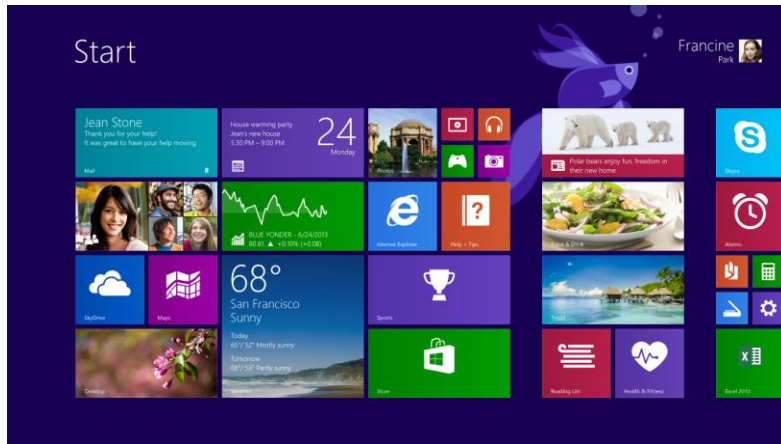 Start
Francine
Park
Jean Stone
Thank you for your help!
It was great to have your help moving
Mail
8
House warming party
Jean's new house
5:30 PM – 9:00 PM
24
Monday
Photos
Polar bears enjoy fun, freedom in
their new home
Skype
BLUE YONDER - 6/24/2013
80.81 ▲ +0.10% (+0.08)
Internet Explorer
Help + Tips
Food & Drink
Alarms
SkyDrive
Maps
68°
San Francisco
Sunny
Today
65°/ 52° Mostly sunny
Tomorrow
68°/ 53° Partly sunny
Weather
Sports
Travel
Desktop
Store
Reading List
Health & Fitness
Excel 2013